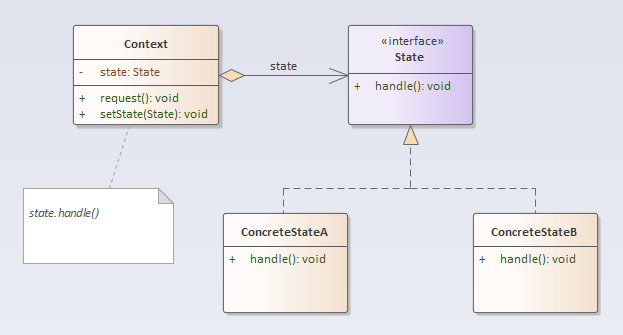 Context
- state: State
+ request(): void
+ setState(State): void
state
«interface»
State
+ handle(): void
state.handle()
ConcreteStateA
+ handle(): void
ConcreteStateB
+ handle(): void